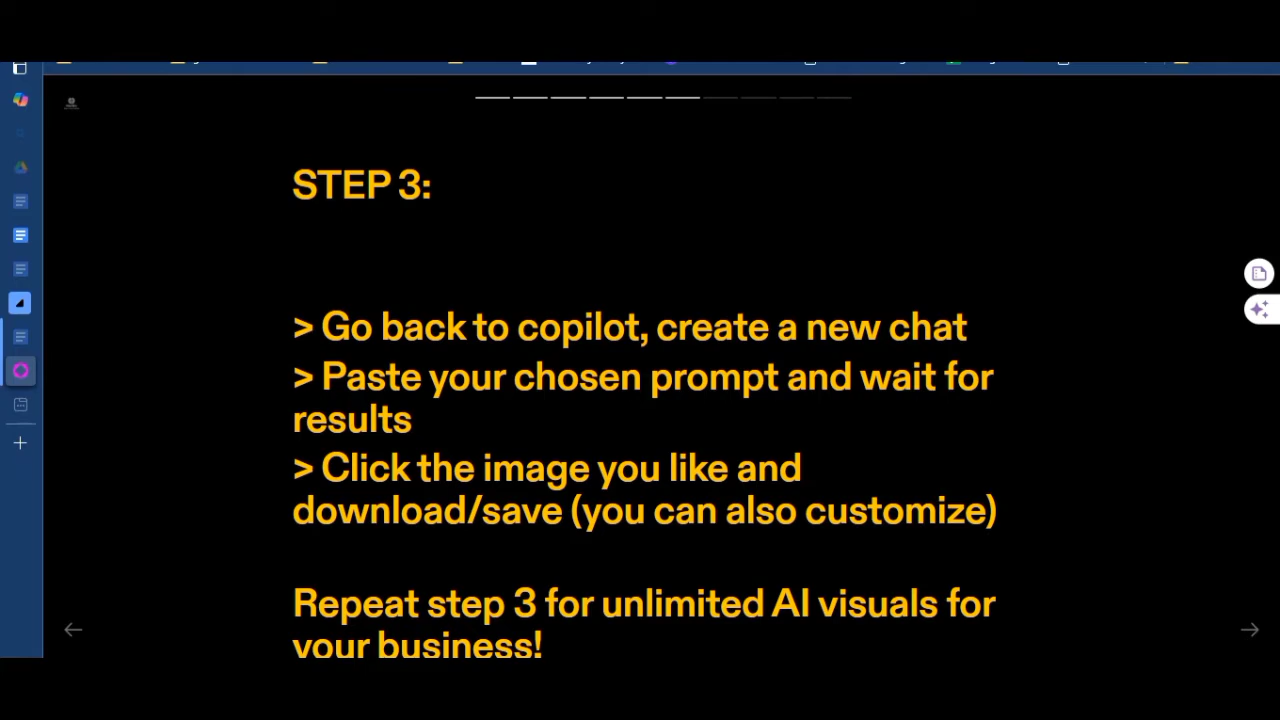 STEP 3:
> Go back to copilot, create a new chat
> Paste your chosen prompt and wait for
results
> Click the image you like and
download/save (you can also customize)
Repeat step 3 for unlimited AI visuals for
your business!